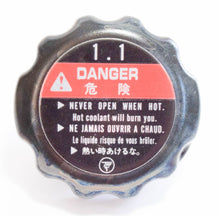 1.1
DANGER
危険
▶ NEVER OPEN WHEN HOT.
Hot coolant will burn you.
▶ NE JAMAIS OUVRIR A CHAUD.
Le liquide risque de vous brûler.
▶ 熱い時あけるな。